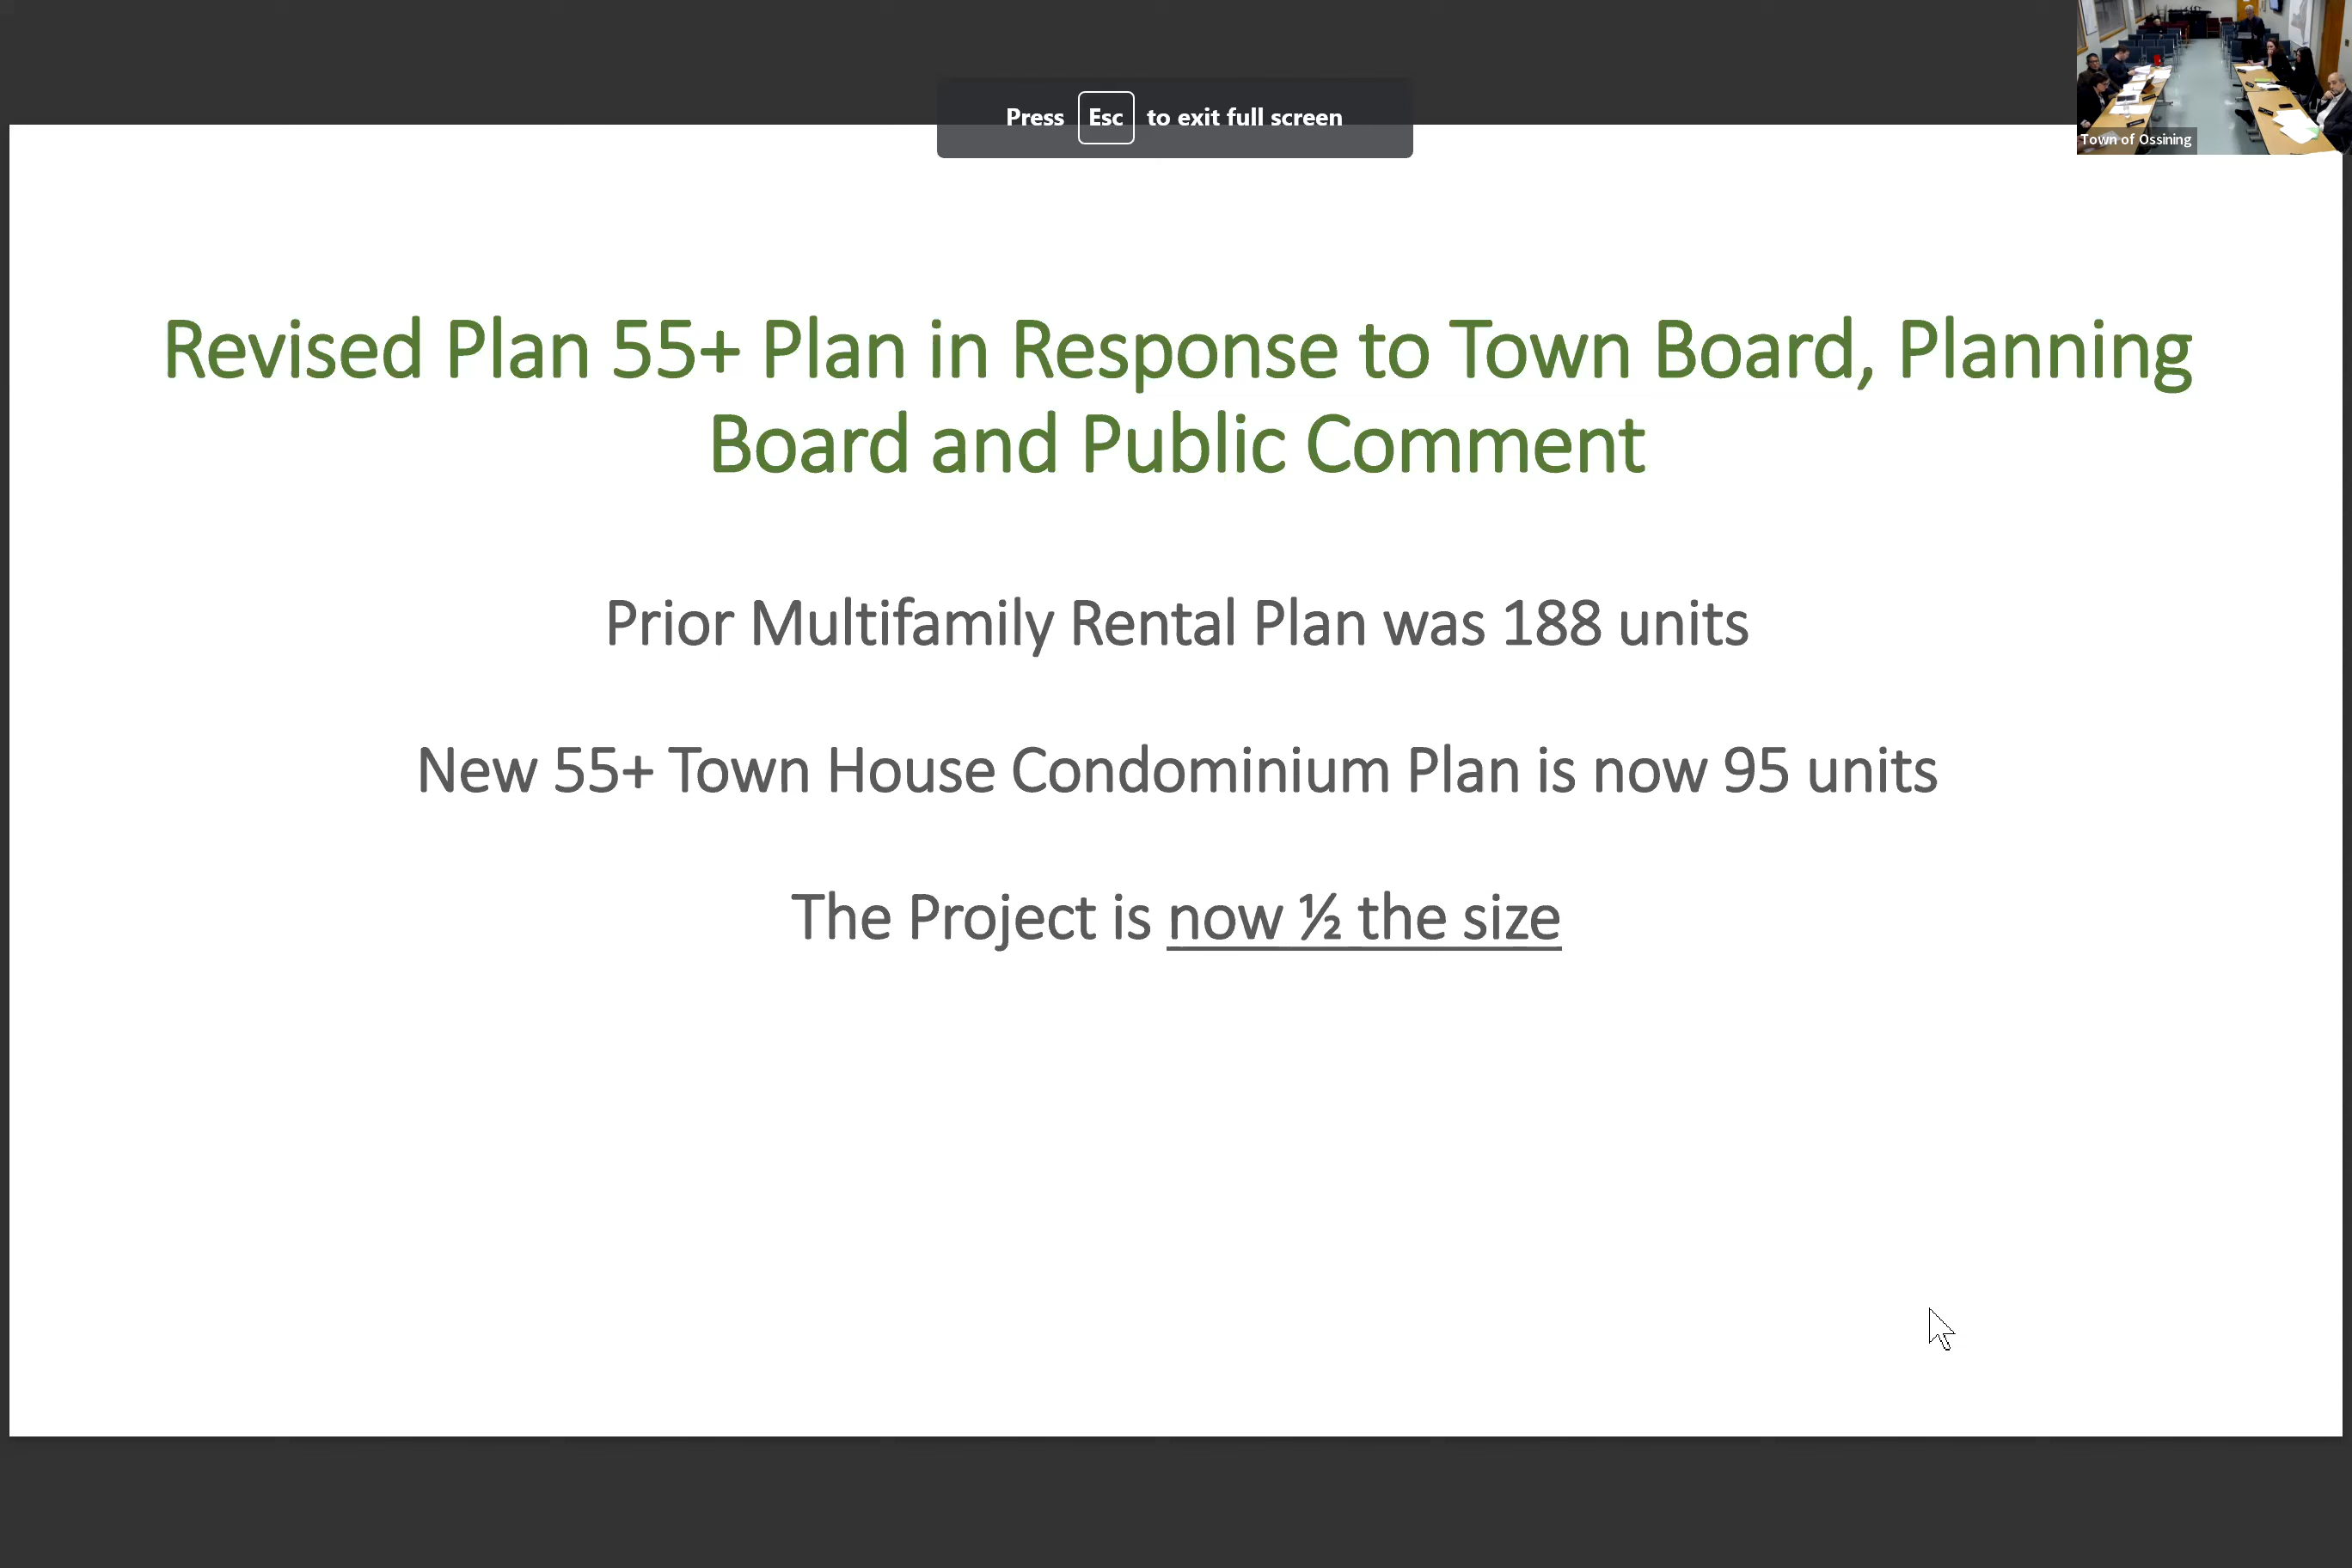 Press Esc to exit full screen
Town of Ossining
Revised Plan 55+ Plan in Response to Town Board, Planning
Board and Public Comment
Prior Multifamily Rental Plan was 188 units
New 55+ Town House Condominium Plan is now 95 units
The Project is now ½ the size